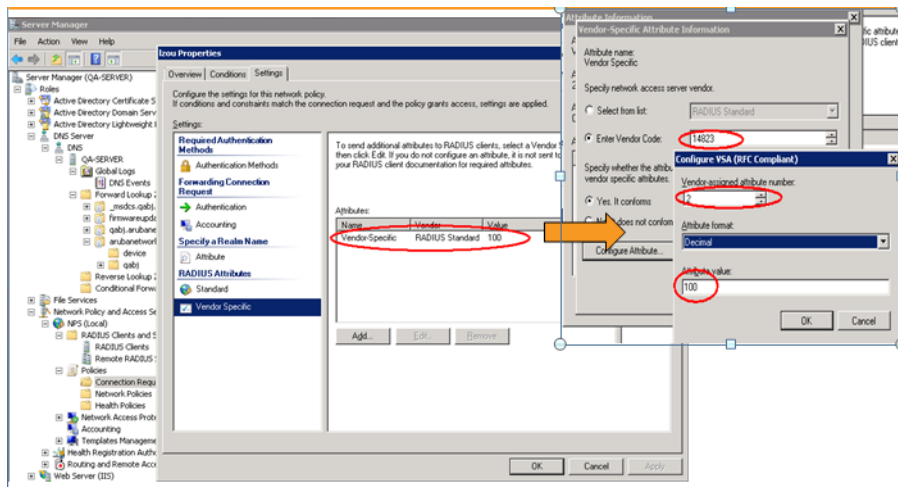 Server Manager
File Action View Help
Server Manager (QA-SERVER)
Roles
Active Directory Certificate S
Active Directory Domain Serv
Active Directory Lightweight
DNS Server
DNS
QA-SERVER
Global Logs
DNS Events
Forward Lookup
_msdcs.qabj.
firmwareupda
qabj.arubane
arubanetwork
device
qabj
Reverse Lookup
Conditional Forwa
File Services
Network Policy and Access Se
NPS (Local)
RADIUS Clients and S
RADIUS Clients
Remote RADIUS
Policies
Connection Requ
Network Policies
Health Policies
Network Access Prote
Accounting
Templates Manageme
Health Registration Autho
Routing and Remote Acce
Web Server (IIS)
Izou Properties
Overview Conditions Settings
Configure the settings for this network policy.
If conditions and constraints match the connection request and the policy grants access, settings are applied.
Settings:
Required Authentication
Methods
Authentication Methods
Forwarding Connection
Request
Authentication
Accounting
Specify a Realm Name
Attribute
RADIUS Attributes
Standard
Vendor Specific
To send additional attributes to RADIUS clients, select a Vendor S
then click Edit. If you do not configure an attribute, it is not sent to
your RADIUS client documentation for required attributes.
Attributes:
Name Vendor Value
Vendor-Specific RADIUS Standard 100
Add... Edit... Remove
OK Cancel Apply
Attribute Information
Vendor-Specific Attribute Information
Attribute name:
Vendor Specific
Specify network access server vendor.
Select from list: RADIUS Standard
Enter Vendor Code: 14823
Specify whether the attribu
vendor specific attributes.
Yes. It conforms
does not conform
Configure Attribute...
fic attribute
IUS client
Configure VSA (RFC Compliant)
Vendor-assigned attribute number:
2
Attribute format:
Decimal
Attribute value:
100
OK Cancel